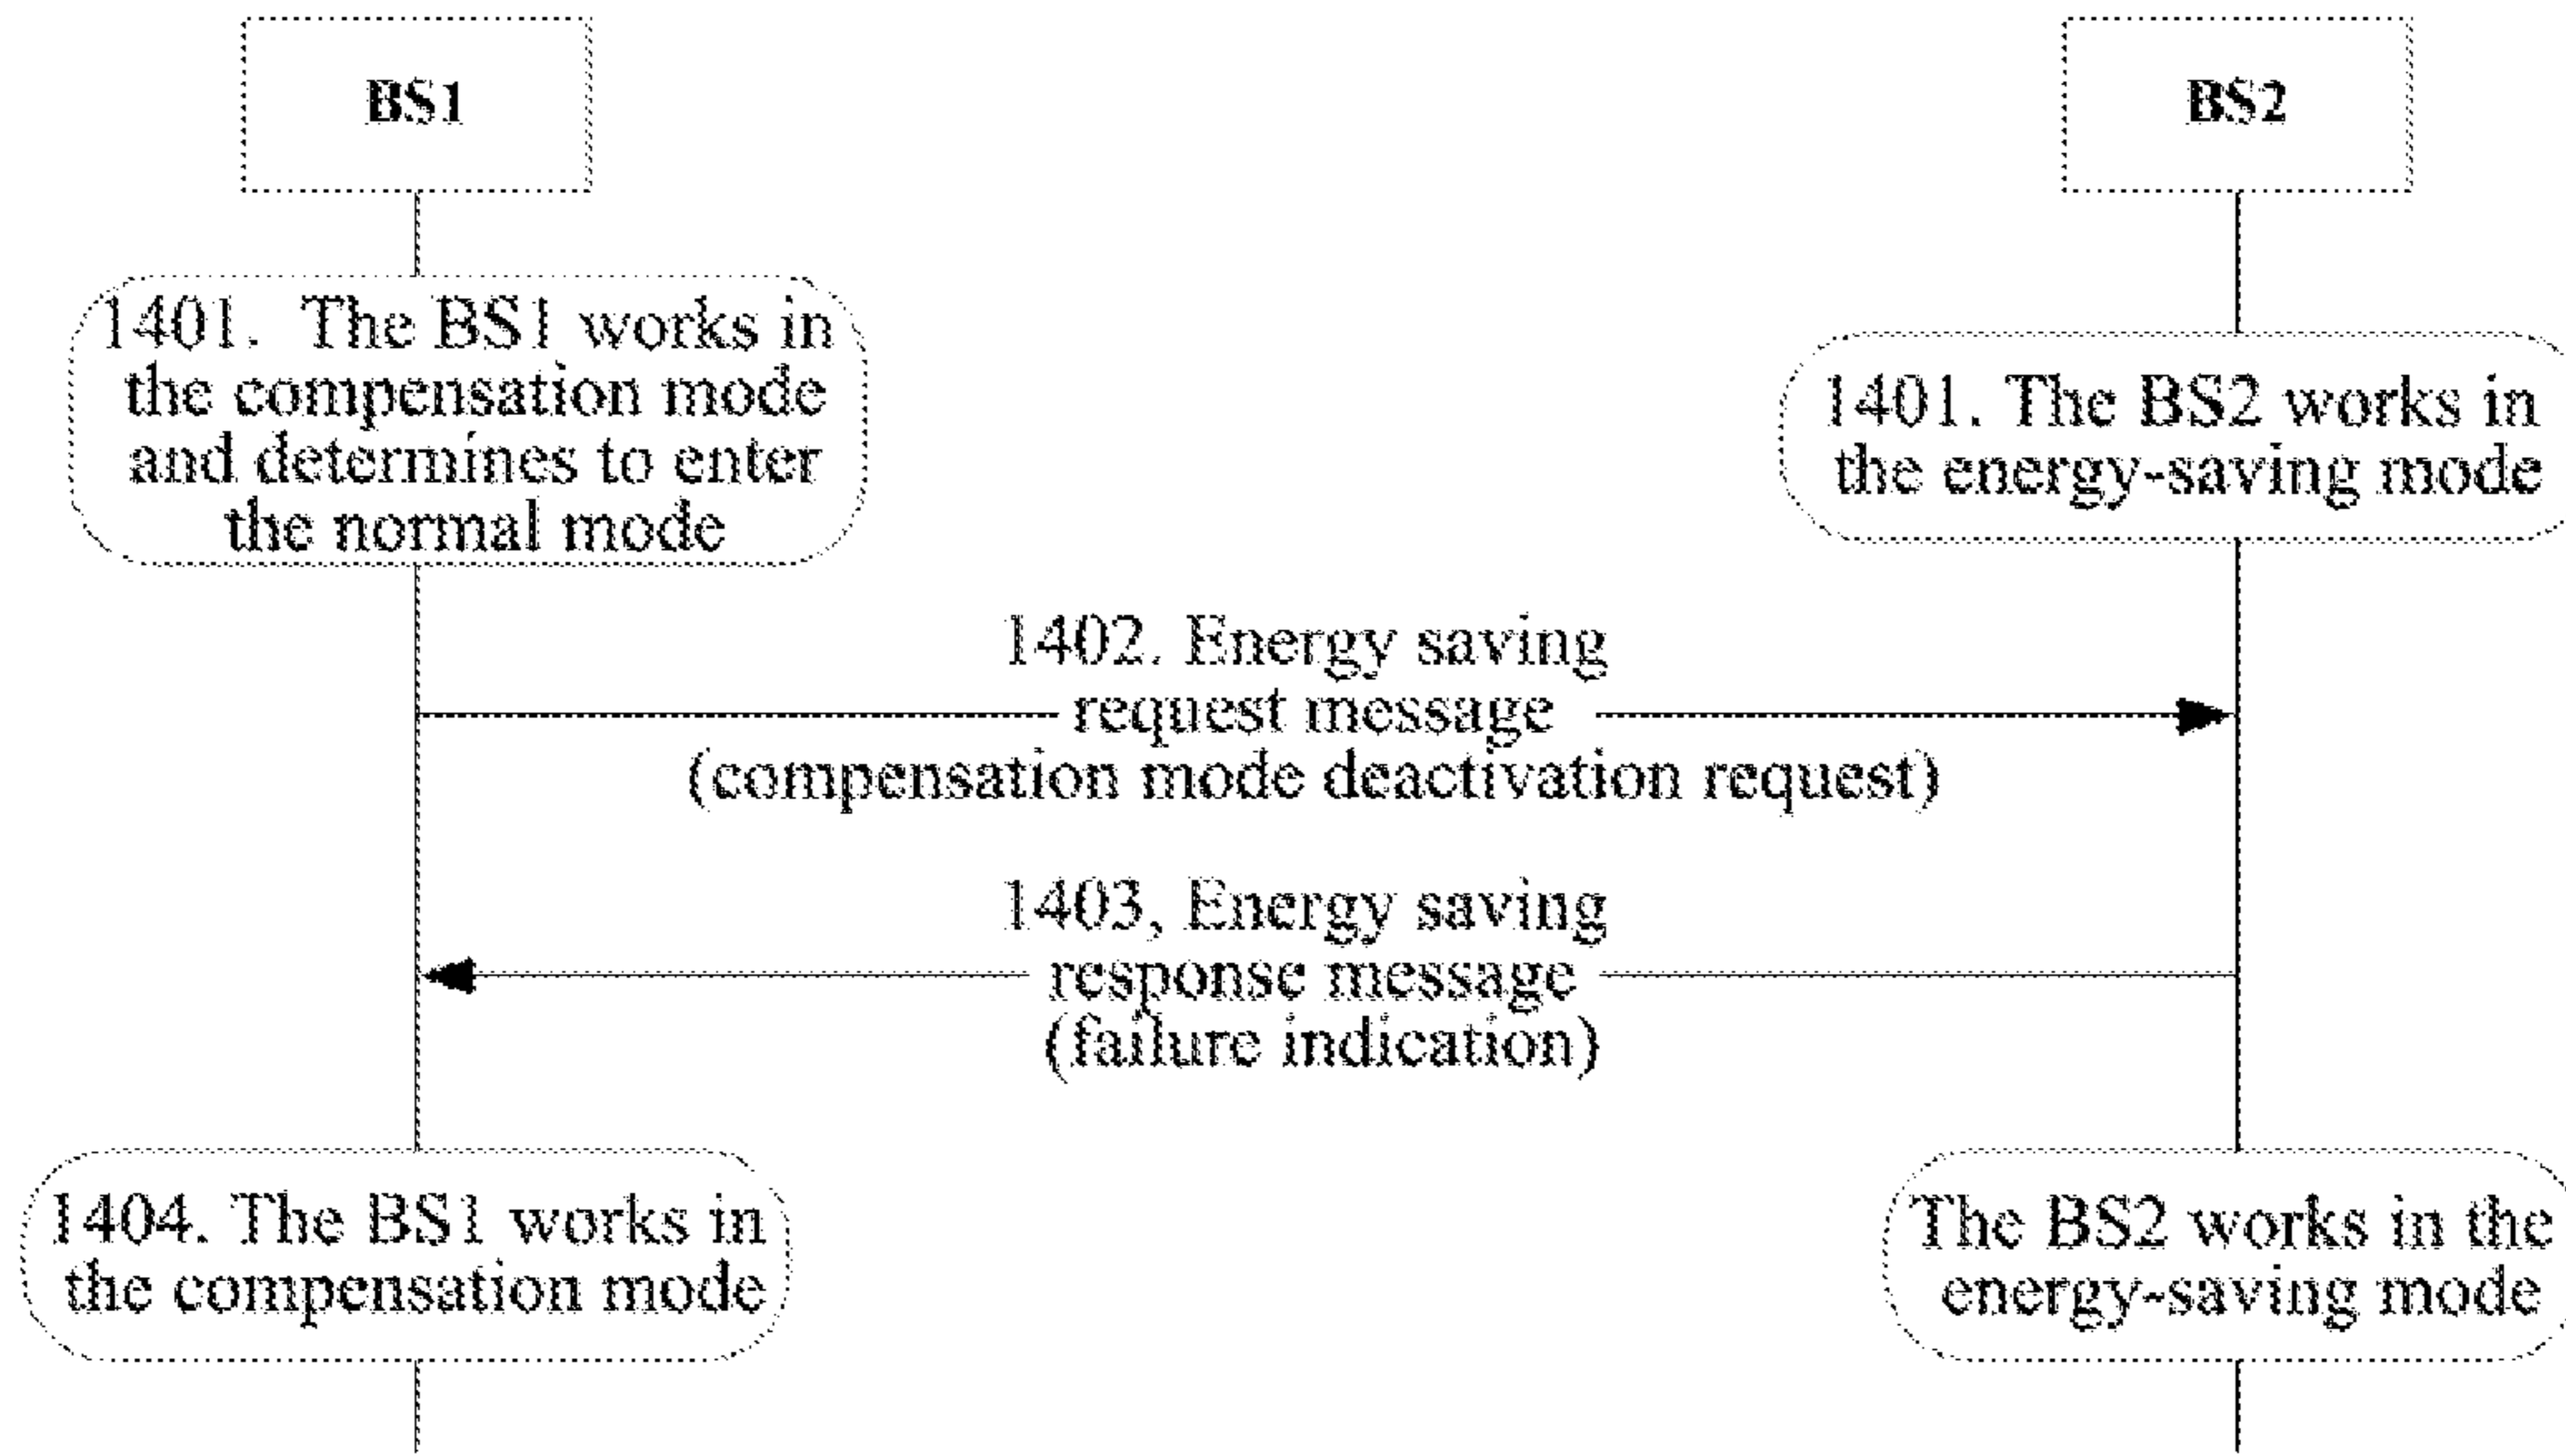 BS1
BS2
1401. The BS1 works in
the compensation mode
and determines to enter
the normal mode
1401. The BS2 works in
the energy-saving mode
1402. Energy saving
request message
(compensation mode deactivation request)
1403, Energy saving
response message
(failure indication)
1404. The BS1 works in
the compensation mode
The BS2 works in the
energy-saving mode